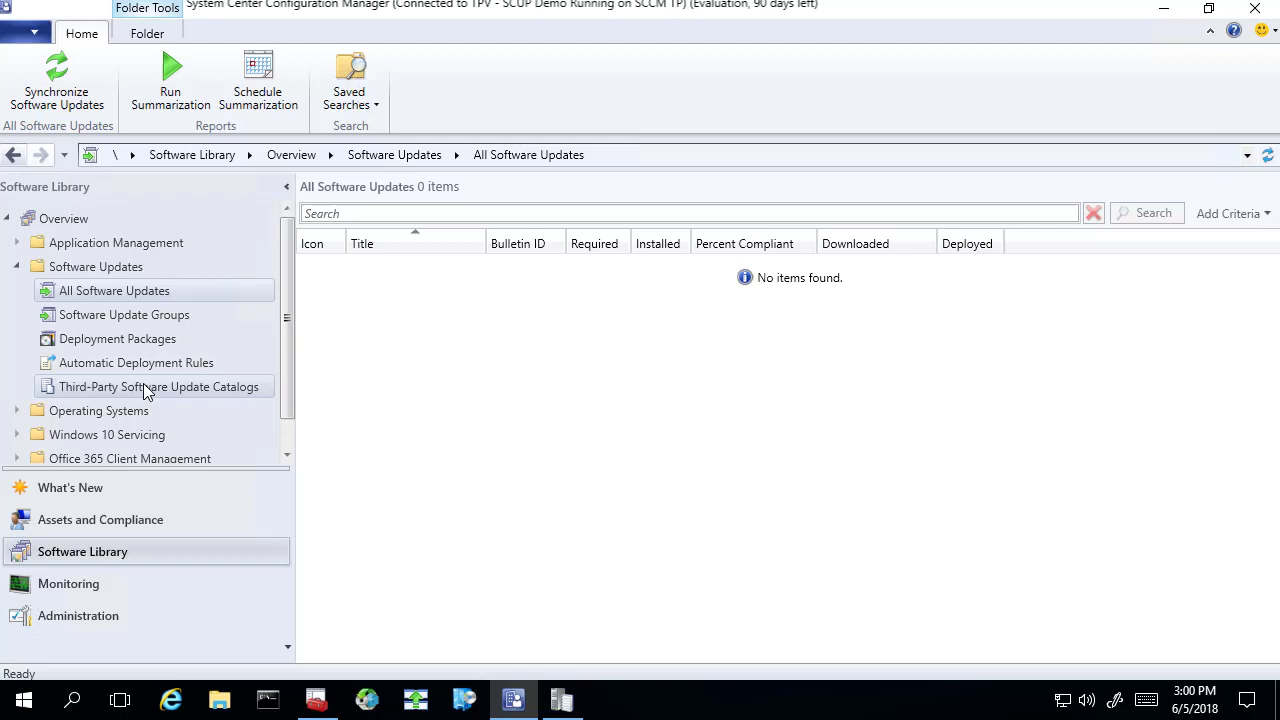 Folder Tools
System Center Configuration Manager (Connected to TPV - SCUP Demo Running on SCCM TP) (Evaluation, 90 days left)
Home
Folder
Synchronize
Software Updates
Run
Summarization
Schedule
Summarization
Saved
Searches
All Software Updates
Reports
Search
\ Software Library Overview Software Updates All Software Updates
Software Library
All Software Updates 0 items
Search
Search
Add Criteria
Icon Title Bulletin ID Required Installed Percent Compliant Downloaded Deployed
No items found.
Overview
Application Management
Software Updates
All Software Updates
Software Update Groups
Deployment Packages
Automatic Deployment Rules
Third-Party Software Update Catalogs
Operating Systems
Windows 10 Servicing
Office 365 Client Management
What's New
Assets and Compliance
Software Library
Monitoring
Administration
Ready
3:00 PM
6/5/2018